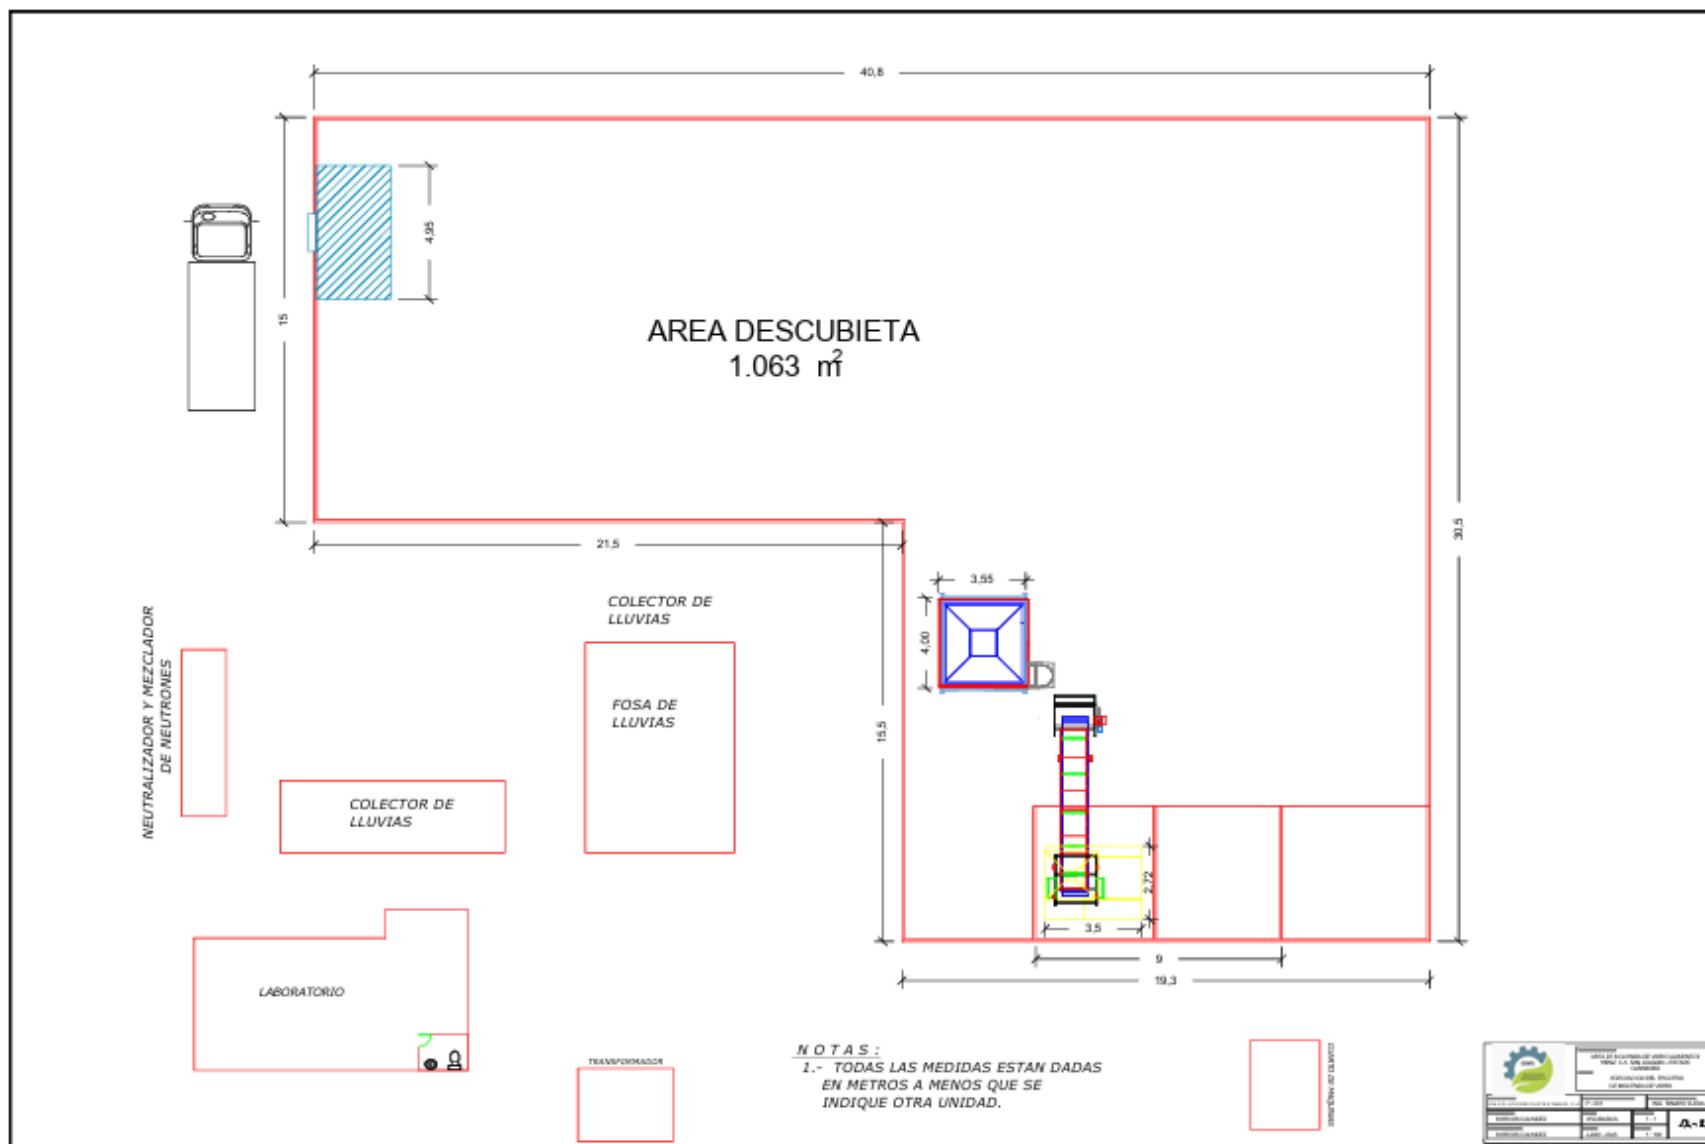 40,8
4,95
15
AREA DESCUBIETA
1.063 m²
30,5
21,5
3,55
4,00
COLECTOR DE
LLUVIAS
NEUTRALIZADOR Y MEZCLADOR
DE NEUTRONES
FOSA DE
LLUVIAS
15,5
COLECTOR DE
LLUVIAS
2,72
3,5
9
19,3
LABORATORIO
TRANSFORMADOR
N O T A S :
1.- TODAS LAS MEDIDAS ESTAN DADAS
EN METROS A MENOS QUE SE
INDIQUE OTRA UNIDAD.